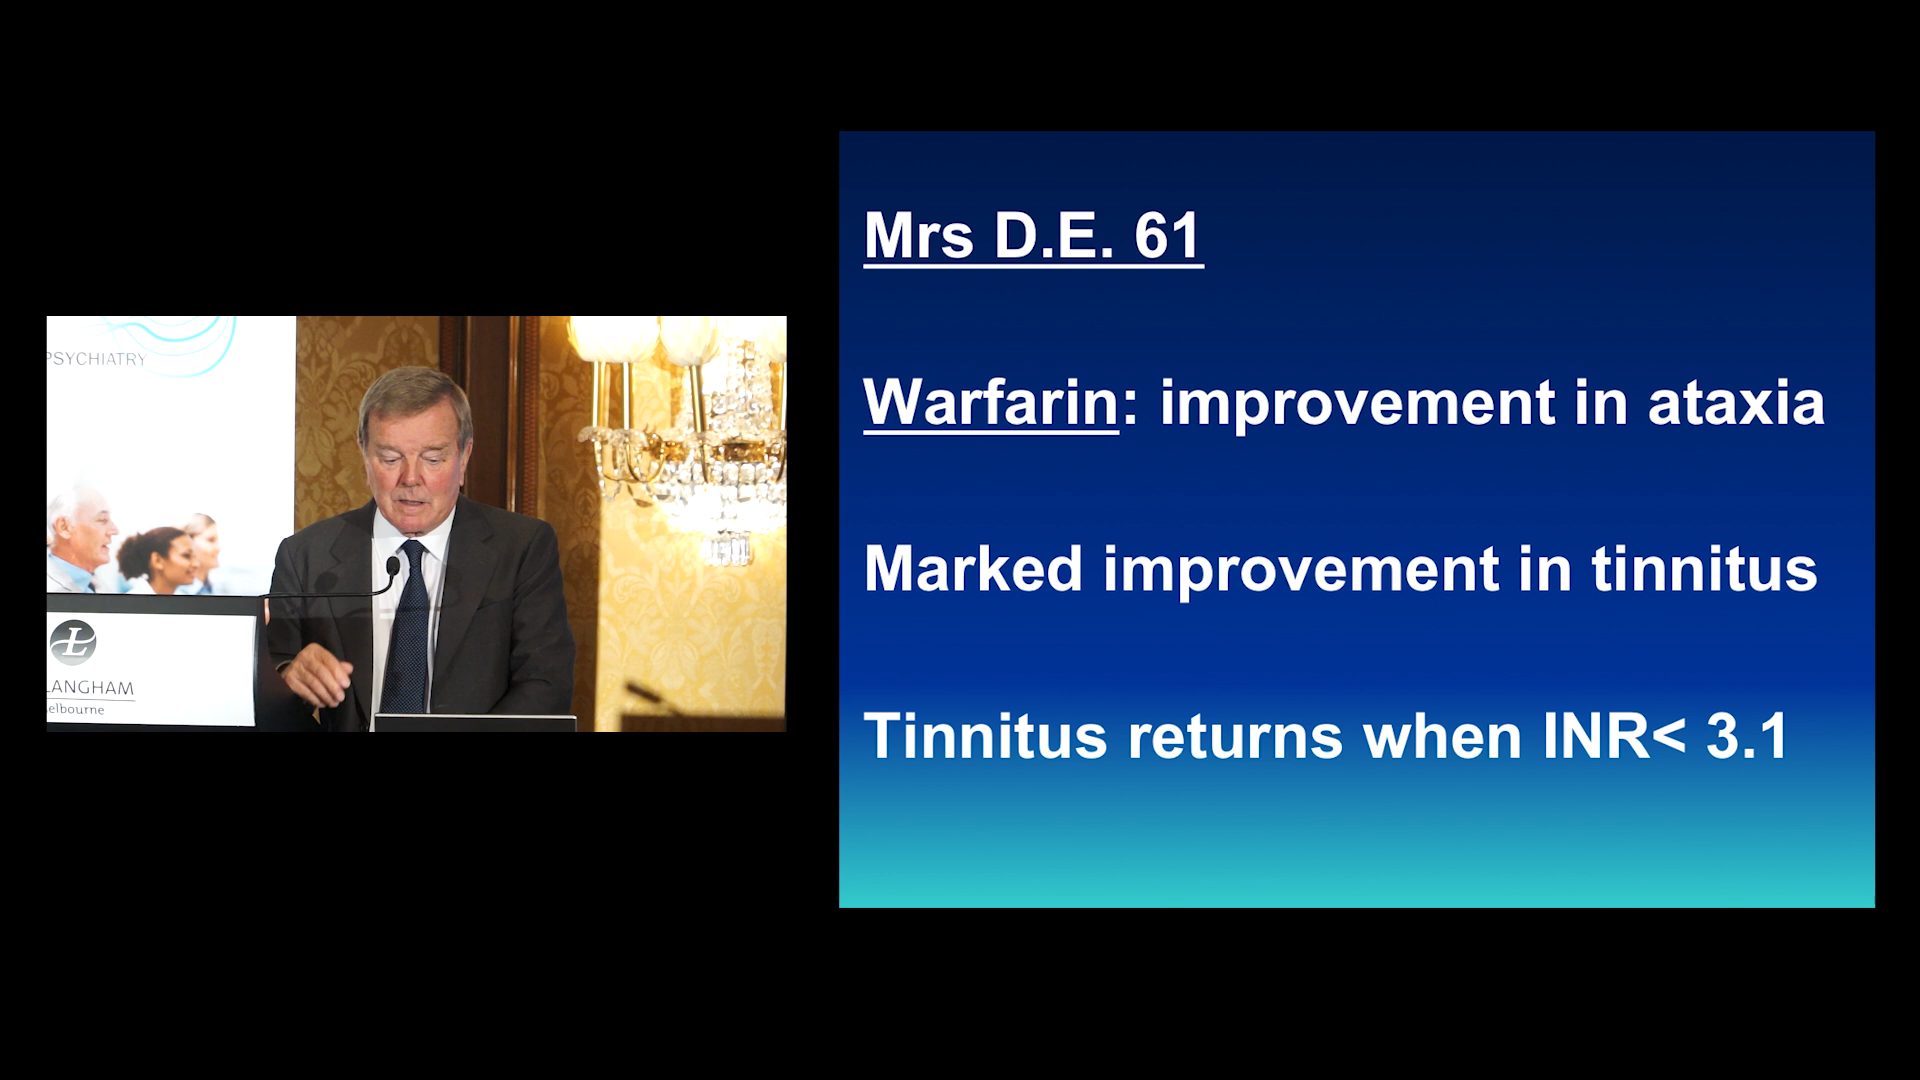 PSYCHIATRY
L
LANGHAM
elbourne
Mrs D.E. 61
Warfarin: improvement in ataxia
Marked improvement in tinnitus
Tinnitus returns when INR< 3.1